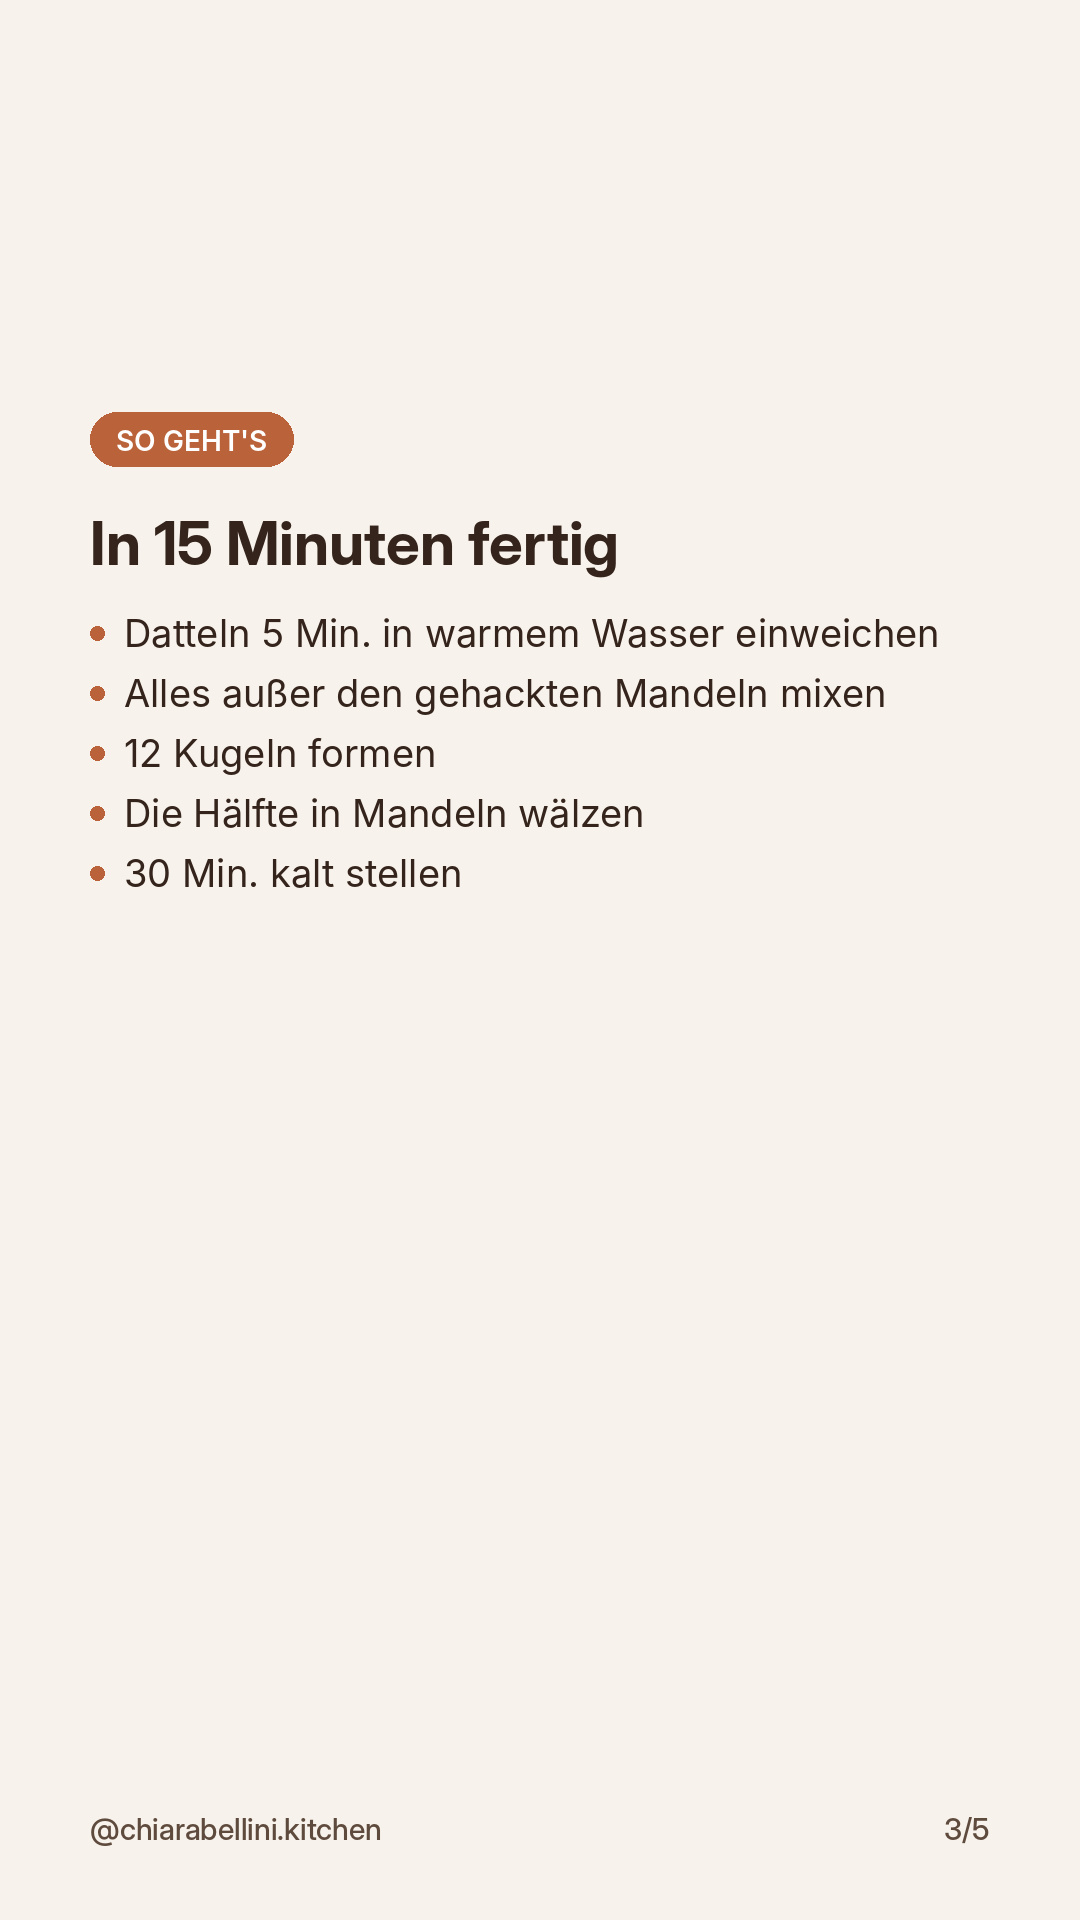 SO GEHT'S
In 15 Minuten fertig
Datteln 5 Min. in warmem Wasser einweichen
Alles außer den gehackten Mandeln mixen
12 Kugeln formen
Die Hälfte in Mandeln wälzen
30 Min. kalt stellen
@chiarabellini.kitchen
3/5